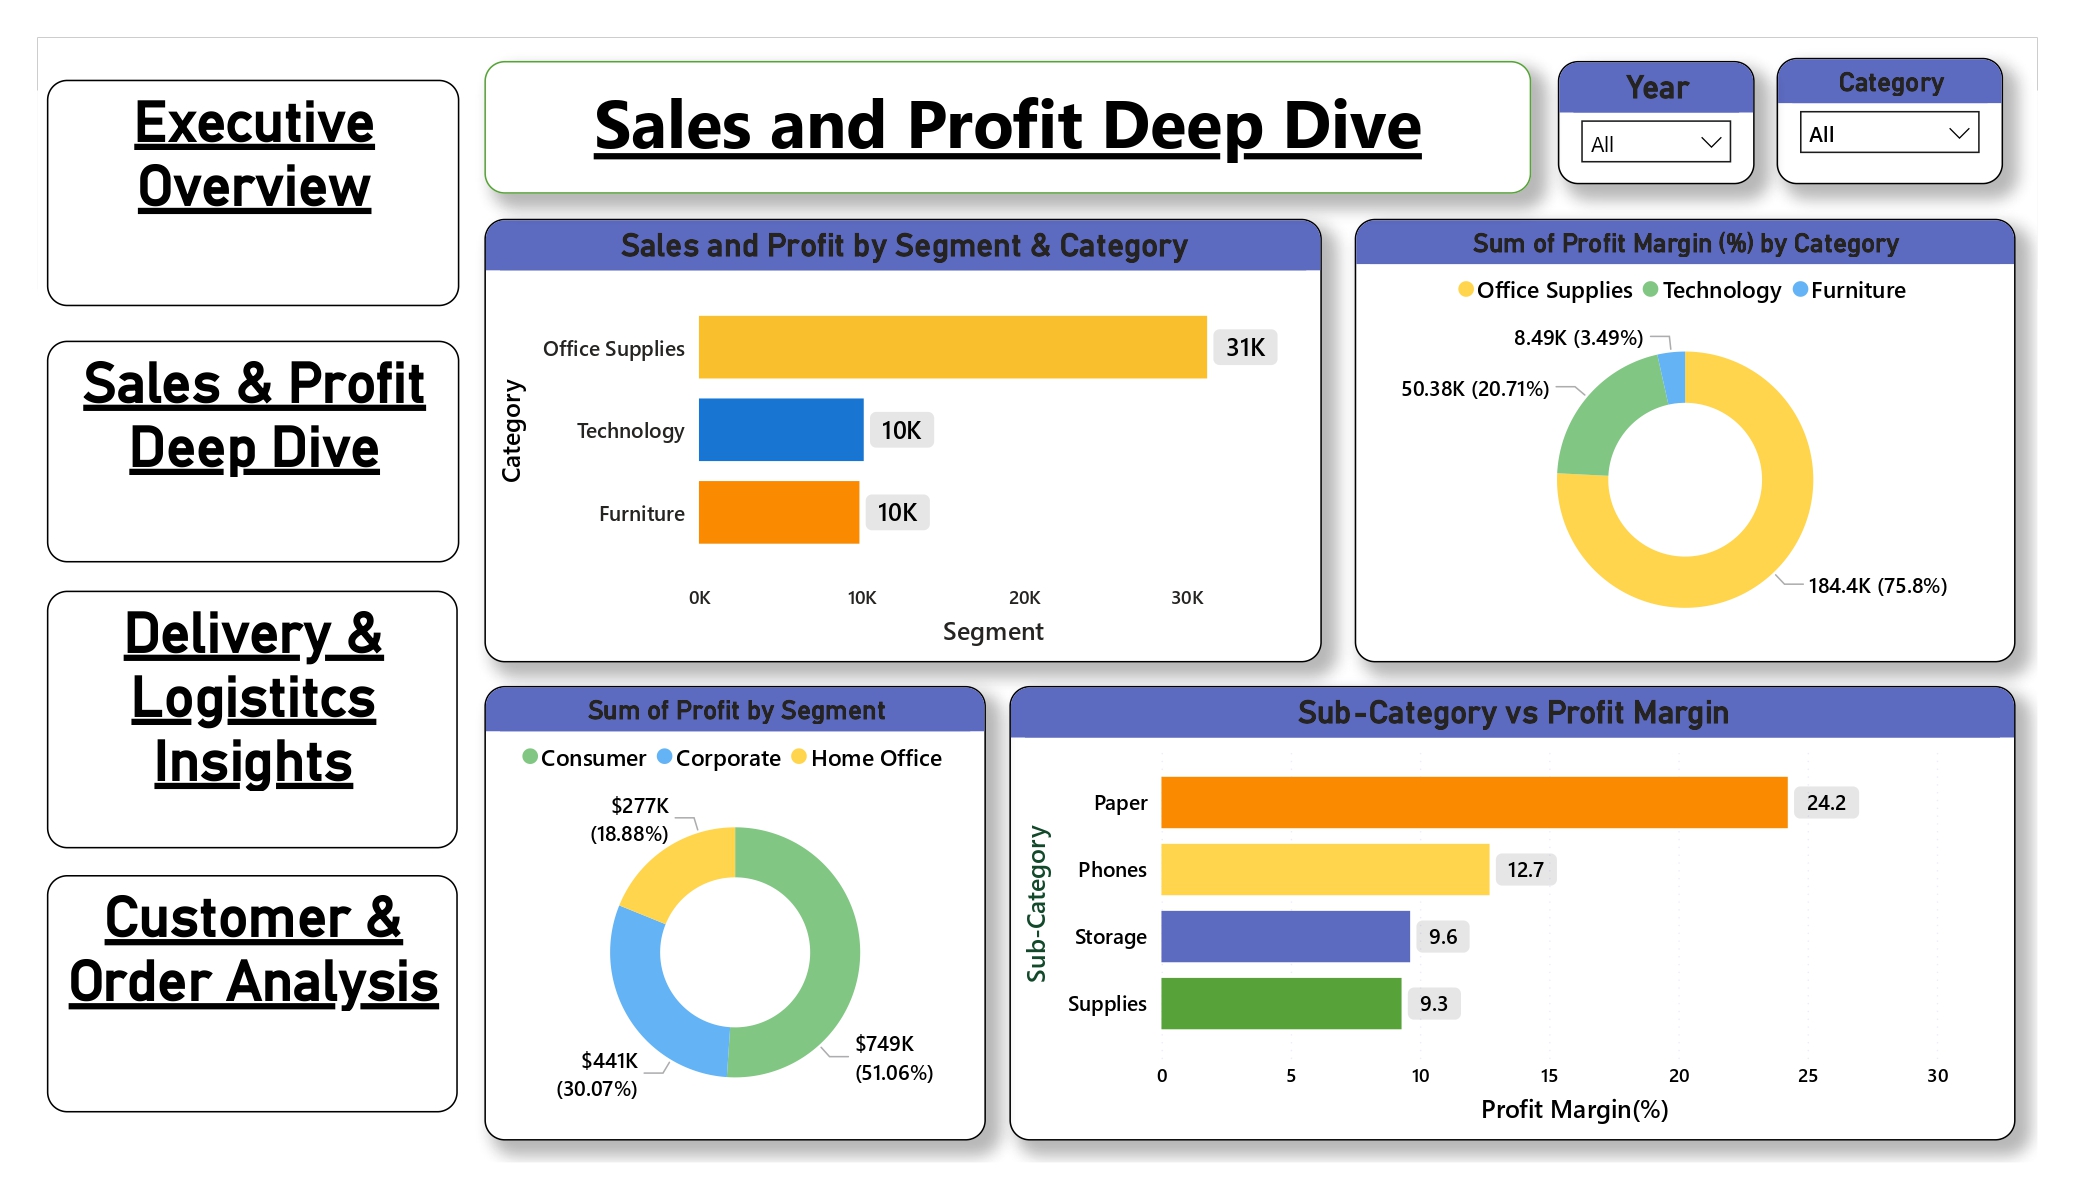 Executive
Overview
Sales & Profit
Deep Dive
Delivery &
Logistitcs
Insights
Customer &
Order Analysis
Sales and Profit Deep Dive
Year
All
Category
All
Sales and Profit by Segment & Category
Category
Office Supplies
31K
Technology
10K
Furniture
10K
0K 10K 20K 30K
Segment
Sum of Profit Margin (%) by Category
Office Supplies Technology Furniture
8.49K (3.49%)
50.38K (20.71%)
184.4K (75.8%)
Sum of Profit by Segment
Consumer Corporate Home Office
$277K
(18.88%)
$441K
(30.07%)
$749K
(51.06%)
Sub-Category vs Profit Margin
Sub-Category
Paper
24.2
Phones
12.7
Storage
9.6
Supplies
9.3
0 5 10 15 20 25 30
Profit Margin(%)